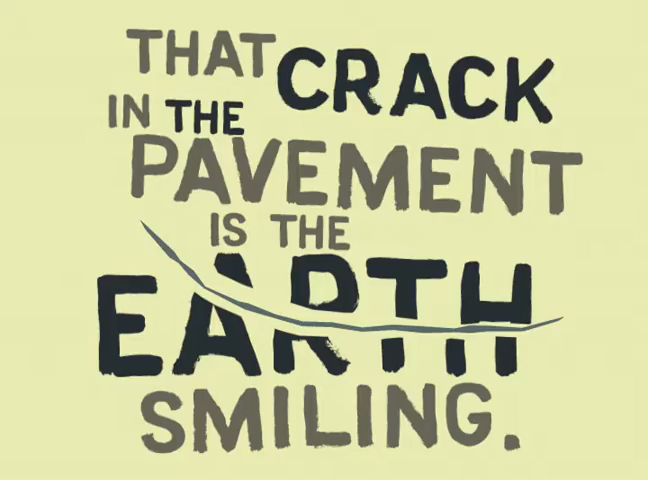 THAT CRACK
IN THE
PAVEMENT
IS THE
EARTH
SMILING.